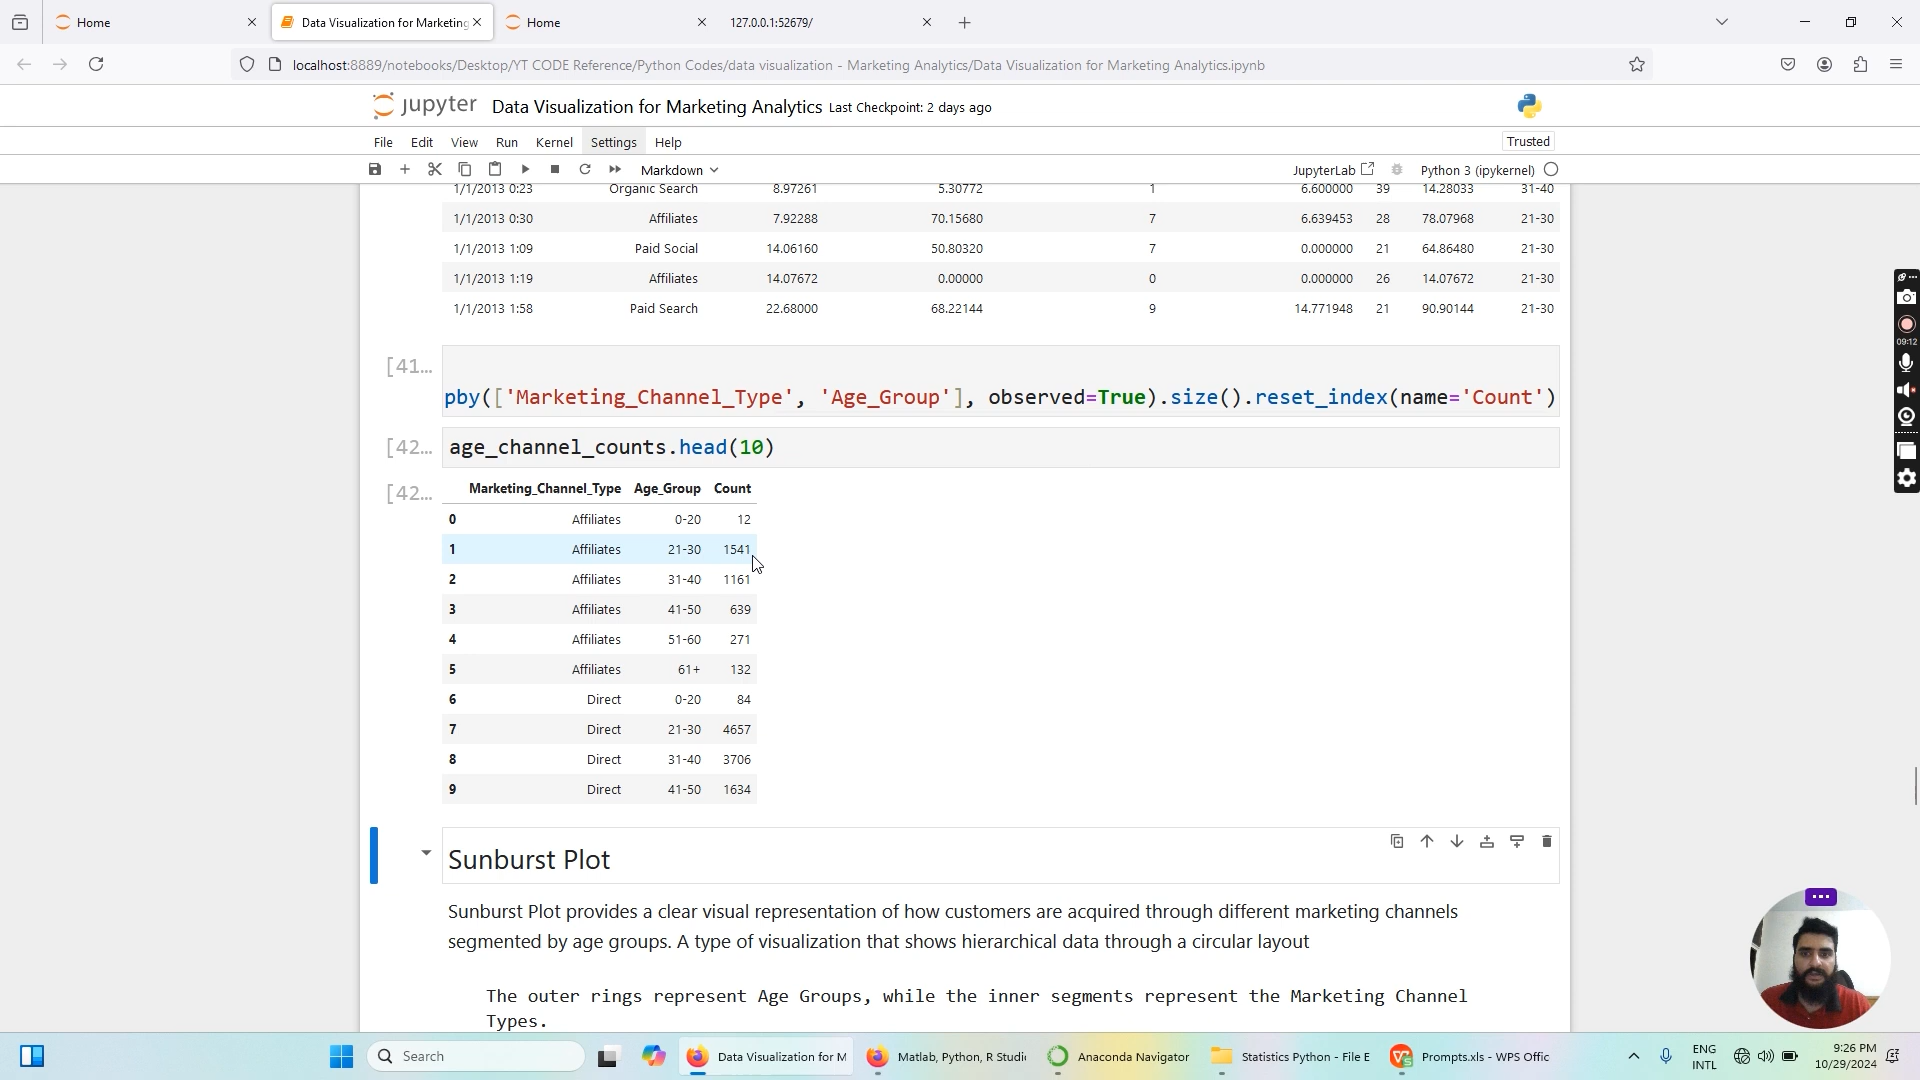 Home
Data Visualization for Marketing
Home
127.0.0.1:52679/
localhost:8889/notebooks/Desktop/YT CODE Reference/Python Codes/data visualization - Marketing Analytics/Data Visualization for Marketing Analytics.ipynb
jupyter Data Visualization for Marketing Analytics Last Checkpoint: 2 days ago
File Edit View Run Kernel Settings Help
Trusted
Markdown
JupyterLab
Python 3 (ipykernel)
1/1/2013 0:23 Organic Search 8.97261 5.30772 1 6.600000 39 14.28033 31-40
1/1/2013 0:30 Affiliates 7.92288 70.15680 7 6.639453 28 78.07968 21-30
1/1/2013 1:09 Paid Social 14.06160 50.80320 7 0.000000 21 64.86480 21-30
1/1/2013 1:19 Affiliates 14.07672 0.00000 0 0.000000 26 14.07672 21-30
1/1/2013 1:58 Paid Search 22.68000 68.22144 9 14.771948 21 90.90144 21-30
[41...
pby(['Marketing_Channel_Type', 'Age_Group'], observed=True).size().reset_index(name='Count')
[42... age_channel_counts.head(10)
[42...
Marketing_Channel_Type Age_Group Count
0 Affiliates 0-20 12
1 Affiliates 21-30 1541
2 Affiliates 31-40 1161
3 Affiliates 41-50 639
4 Affiliates 51-60 271
5 Affiliates 61+ 132
6 Direct 0-20 84
7 Direct 21-30 4657
8 Direct 31-40 3706
9 Direct 41-50 1634
Sunburst Plot
Sunburst Plot provides a clear visual representation of how customers are acquired through different marketing channels
segmented by age groups. A type of visualization that shows hierarchical data through a circular layout
The outer rings represent Age Groups, while the inner segments represent the Marketing Channel
Types.
09:12
Search
Data Visualization for M
Matlab, Python, R Studi
Anaconda Navigator
Statistics Python - File E
Prompts.xls - WPS Offic
ENG
INTL
9:26 PM
10/29/2024